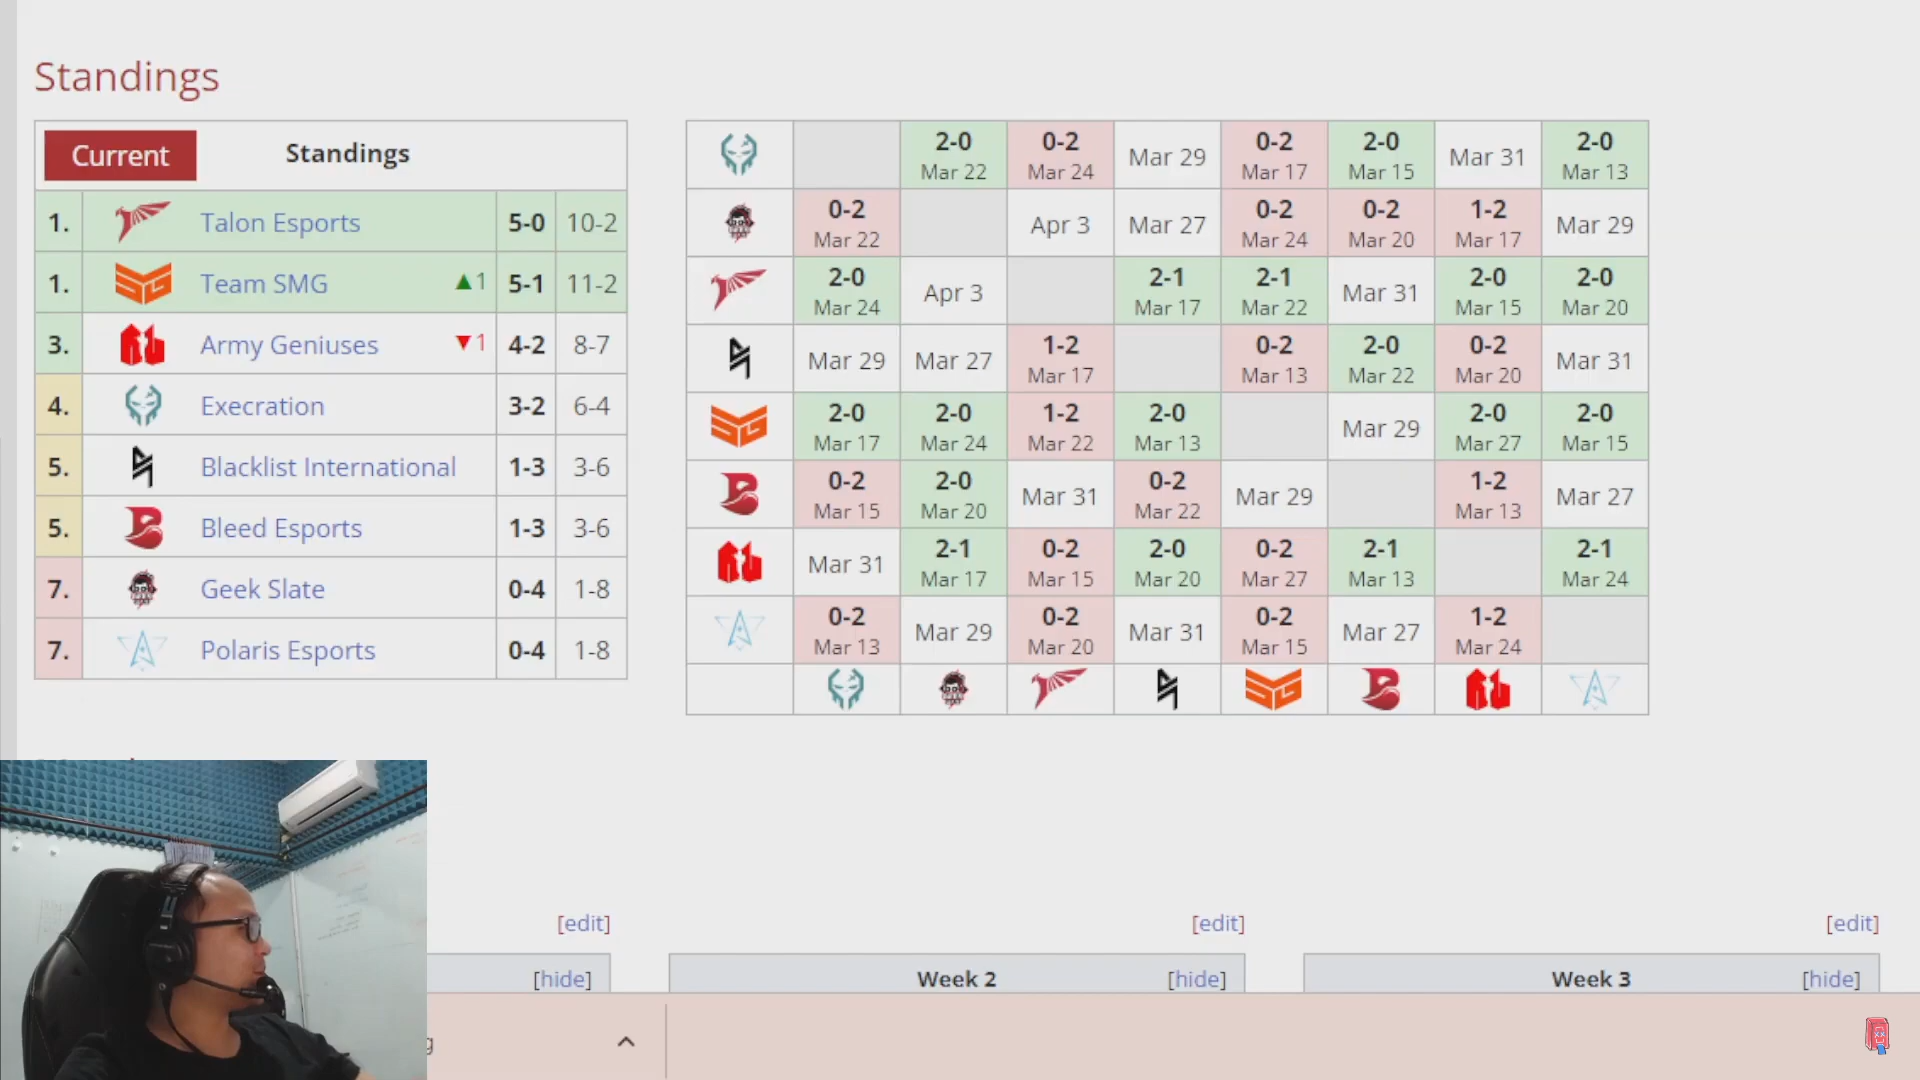 Standings
Current Standings
1. Talon Esports 5-0 10-2
1. Team SMG ▲1 5-1 11-2
3. Army Geniuses ▼1 4-2 8-7
4. Execration 3-2 6-4
5. Blacklist International 1-3 3-6
5. Bleed Esports 1-3 3-6
7. Geek Slate 0-4 1-8
7. Polaris Esports 0-4 1-8
2-0 0-2 Mar 29 0-2 2-0 Mar 31 2-0
Mar 22 Mar 24 Mar 17 Mar 15 Mar 13
0-2 Apr 3 Mar 27 0-2 0-2 1-2 Mar 29
Mar 22 Mar 24 Mar 20 Mar 17
2-0 Apr 3 2-1 2-1 Mar 31 2-0 2-0
Mar 24 Mar 17 Mar 22 Mar 15 Mar 20
Mar 29 Mar 27 1-2 0-2 2-0 0-2 Mar 31
Mar 17 Mar 13 Mar 22 Mar 20
2-0 2-0 1-2 2-0 Mar 29 2-0 2-0
Mar 17 Mar 24 Mar 22 Mar 13 Mar 27 Mar 15
0-2 2-0 Mar 31 0-2 Mar 29 1-2 Mar 27
Mar 15 Mar 20 Mar 22 Mar 13
Mar 31 2-1 0-2 2-0 0-2 2-1 2-1
Mar 17 Mar 15 Mar 20 Mar 27 Mar 13 Mar 24
0-2 Mar 29 0-2 Mar 31 0-2 Mar 27 1-2
Mar 13 Mar 20 Mar 15 Mar 24
[edit] [edit] [edit]
[hide] Week 2 [hide] Week 3 [hide]